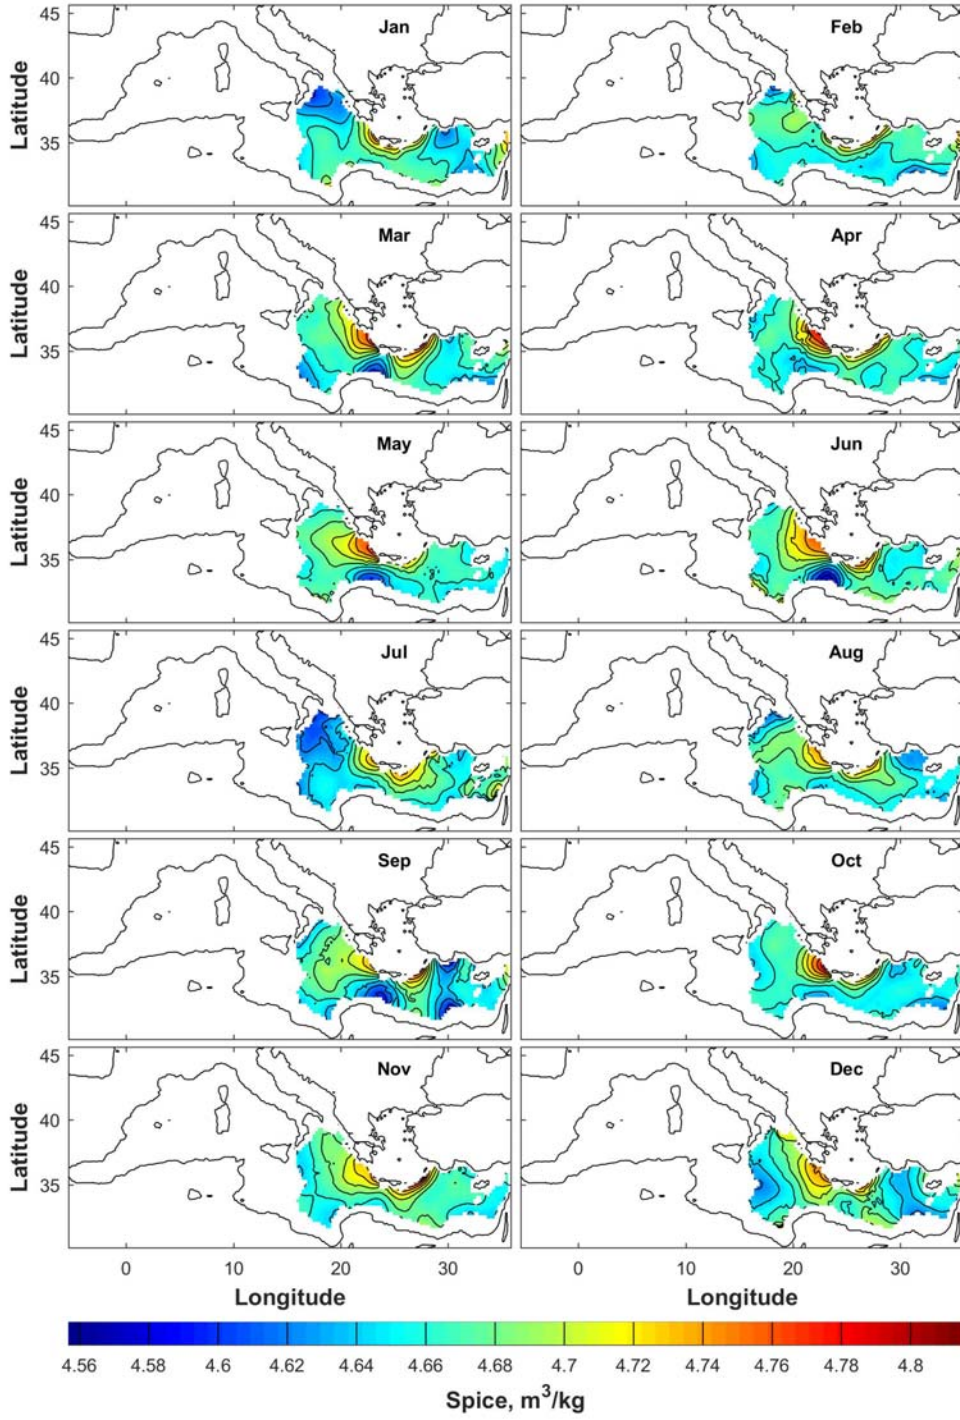 45
40
35
Latitude
Jan
Feb
45
40
35
Latitude
Mar
Apr
45
40
35
Latitude
May
Jun
45
40
35
Latitude
Jul
Aug
45
40
35
Latitude
Sep
Oct
45
40
35
Latitude
Nov
Dec
0 10 20 30 0 10 20 30
Longitude Longitude
4.56 4.58 4.6 4.62 4.64 4.66 4.68 4.7 4.72 4.74 4.76 4.78 4.8
Spice, m³/kg